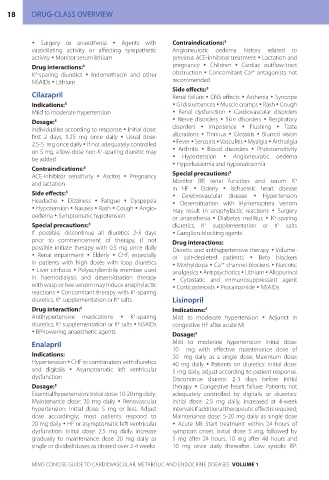 18 DRUG-CLASS OVERVIEW
• Surgery or anaesthesia • Agents with
vasodilating activity or affecting sympathetic
activity • Monitor serum lithium
Drug interactions:§
K⁺-sparing diuretics • Indomethacin and other
NSAIDs • Lithium
Cilazapril
Indications:§
Mild to moderate hypertension
Dosage:§
Individualise according to response • Initial dose:
first 2 days, 1.25 mg once daily • Usual dose:
2.5-5 mg once daily • If not adequately controlled
on 5 mg, a low-dose non-K⁺-sparing diuretic may
be added
Contraindications:§
ACE-inhibitor sensitivity • Ascites • Pregnancy
and lactation
Side effects:§
Headache • Dizziness • Fatigue • Dyspepsia
• Hypotension • Nausea • Rash • Cough • Angio-
oedema • Symptomatic hypotension
Special precautions:§
If possible, discontinue all diuretics 2-3 days
prior to commencement of therapy, if not
possible initiate therapy with 0.5 mg once daily
• Renal impairment • Elderly • CHF, especially
in patients with high doses with loop diuretics
• Liver cirrhosis • Polyacrylonitrile membrane used
in haemodialysis and desensitisation therapy
with wasp or bee venom may induce anaphylactic
reactions • Concomitant therapy with K⁺-sparing
diuretics, K⁺ supplementation or K⁺ salts
Drug interaction:§
Antihypertensive medications • K⁺-sparing
diuretics, K⁺ supplementation or K⁺ salts • NSAIDs
• BP-lowering anaesthetic agents
Enalapril
Indications:
Hypertension • CHF in combination with diuretics
and digitalis • Asymptomatic left ventricular
dysfunction
Dosage:§
Essential hypertension: Initial dose: 10-20 mg daily;
Maintenance dose: 20 mg daily • Renovascular
hypertension: Initial dose: 5 mg or less. Adjust
dose accordingly, most patients respond to
20 mg daily • HF or asymptomatic left ventricular
dysfunction, Initial dose: 2.5 mg daily, increase
gradually to maintenance dose 20 mg daily as
single or divided doses as titrated over 2-4 weeks
Contraindications:§
Angioneurotic oedema history related to
previous ACE-inhibitor treatment • Lactation and
pregnancy • Children • Cardiac outflow-tract
obstruction • Concomitant Ca²⁺ antagonists not
recommended
Side effects:§
Renal failure • CNS effects • Asthenia • Syncope
• GI disturbances • Muscle cramps • Rash • Cough
• Renal dysfunction • Cardiovascular disorders
• Nerve disorders • Skin disorders • Respiratory
disorders • Impotence • Flushing • Taste
alterations • Tinnitus • Glossitis • Blurred vision
• Fever • Serositis • Vasculitis • Myalgia • Arthralgia
• Arthritis • Blood disorders • Photosensitivity
• Hypertension • Angioneurotic oedema
• Hyperkalaemia and hyponatraemia
Special precautions:§
Monitor BP, renal function and serum K⁺
in HF • Elderly • Ischaemic heart disease
• Cerebrovascular disease • Hypertension
• Desensitisation with Hymenoptera venom
may result in anaphylactic reactions • Surgery
or anaesthesia • Diabetes mellitus • K⁺-sparing
diuretics, K⁺ supplementation or K⁺ salts
• Ganglion-blocking agents
Drug interactions:
Diuretic and antihypertensive therapy • Volume-
or salt-depleted patients • Beta blockers
• Methyldopa • Ca²⁺ channel blockers • Narcotic
analgesics • Antipsychotics • Lithium • Allopurinol
• Cytostatic and immunosuppressant agent
• Corticosteroids • Procainamide • NSAIDs
Lisinopril
Indications:§
Mild to moderate hypertension • Adjunct in
congestive HF after acute MI
Dosage:§
Mild to moderate hypertension: Initial dose:
10 mg with effective maintenance dose of
20 mg daily as a single dose; Maximum dose:
40 mg daily • Patients on diuretics: Initial dose:
5 mg daily, adjust according to patient response.
Discontinue diuretic 2-3 days before initial
therapy • Congestive heart failure: Patients not
adequately controlled by digitalis or diuretics:
Initial dose: 2.5 mg daily, increased at 4-week
intervals if additional therapeutic effect is required;
Maintenance dose: 5-20 mg daily as single dose
• Acute MI: Start treatment within 24 hours of
symptom onset. Initial dose: 5 mg, followed by
5 mg after 24 hours, 10 mg after 48 hours and
10 mg once daily thereafter. Low systolic BP:
MIMS CONCISE GUIDE TO CARDIOVASCULAR, METABOLIC AND ENDOCRINE DISEASES VOLUME 1